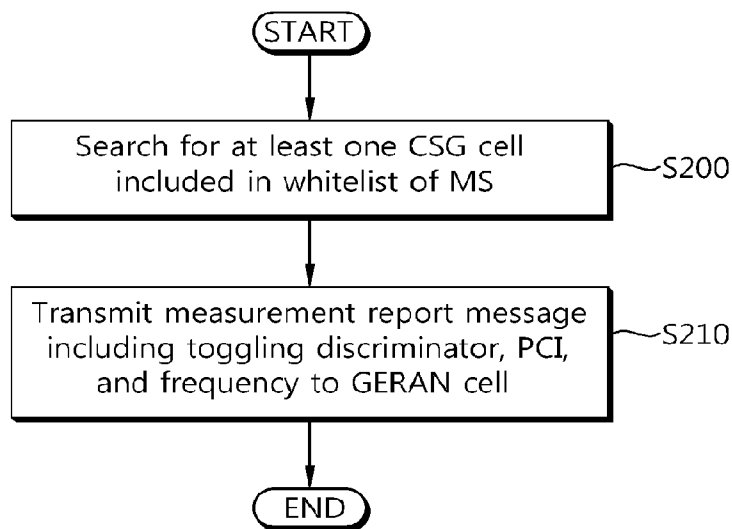 START
Search for at least one CSG cell
included in whitelist of MS
S200
Transmit measurement report message
including toggling discriminator, PCI,
and frequency to GERAN cell
S210
END